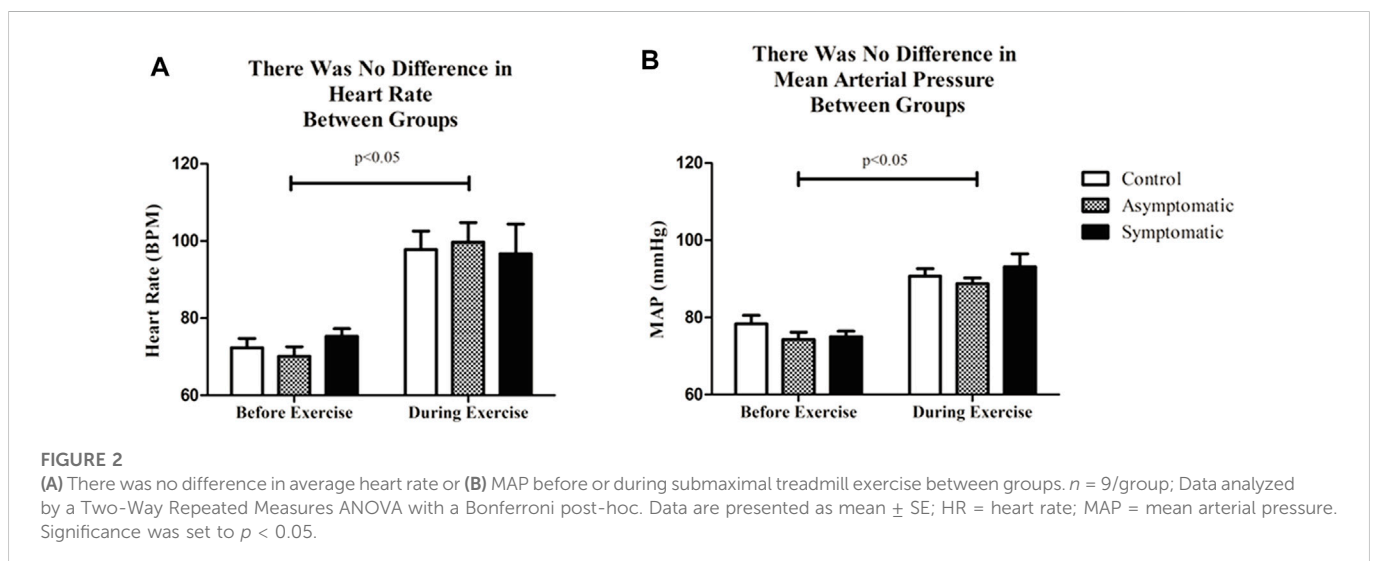 A
There Was No Difference in
Heart Rate
Between Groups
p<0.05
120
100
80
60
Heart Rate (BPM)
Before Exercise
During Exercise
B
There Was No Difference in
Mean Arterial Pressure
Between Groups
p<0.05
120
100
80
60
MAP (mmHg)
Before Exercise
During Exercise
Control
Asymptomatic
Symptomatic
FIGURE 2
(A) There was no difference in average heart rate or (B) MAP before or during submaximal treadmill exercise between groups. n = 9/group; Data analyzed
by a Two-Way Repeated Measures ANOVA with a Bonferroni post-hoc. Data are presented as mean ± SE; HR = heart rate; MAP = mean arterial pressure.
Significance was set to p < 0.05.